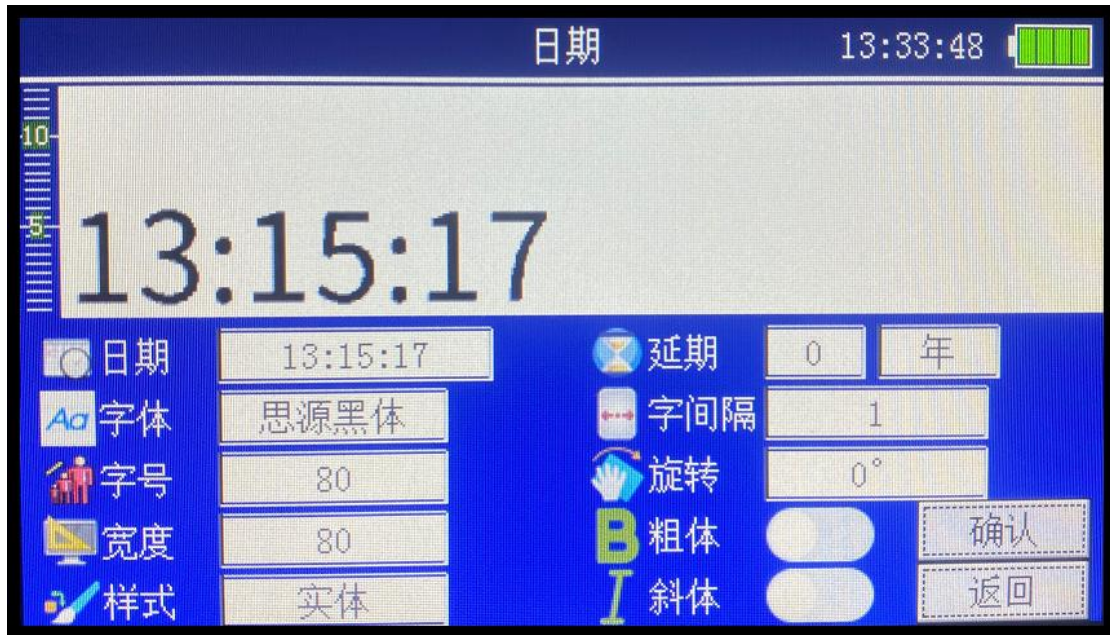 日期 13:33:48
10
5
13:15:17
日期 13:15:17 延期 0 年
Aa 字体 思源黑体 字间隔 1
字号 80 旋转 0°
宽度 80 B 粗体 确认
样式 实体 I 斜体 返回